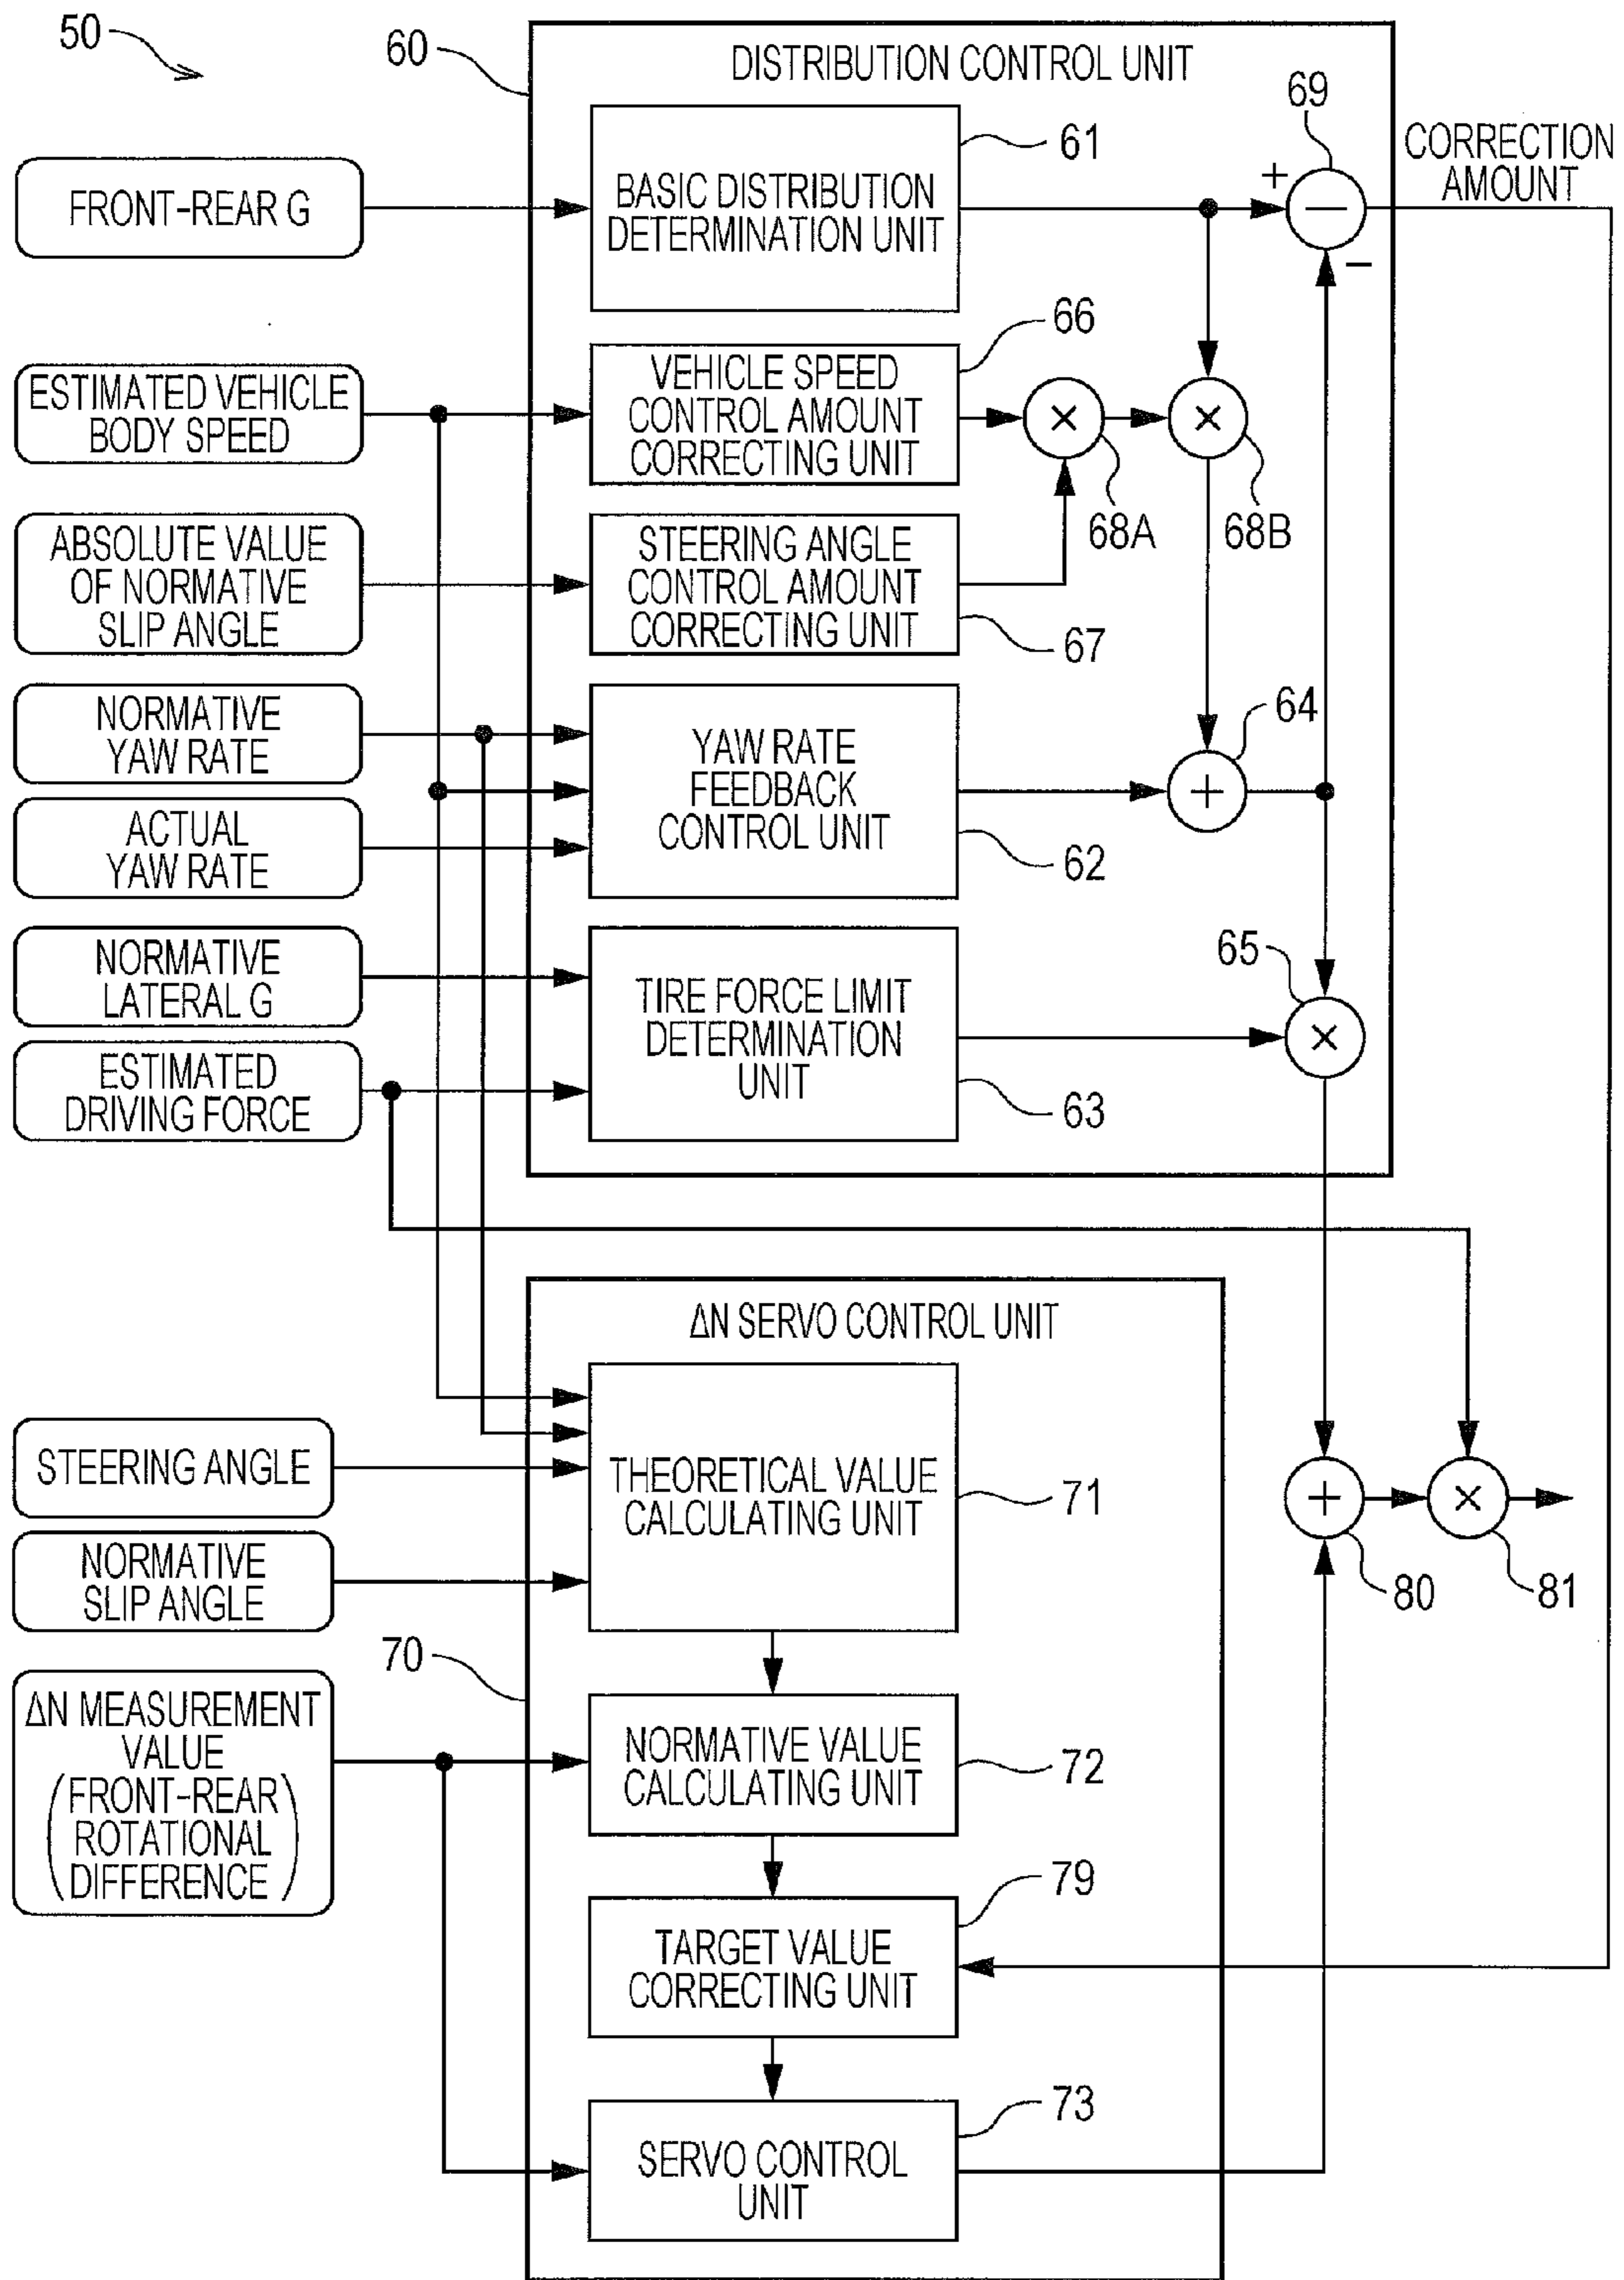 50
60
DISTRIBUTION CONTROL UNIT
69
CORRECTION
AMOUNT
FRONT-REAR G
BASIC DISTRIBUTION
DETERMINATION UNIT
61
+
−
−
ESTIMATED VEHICLE
BODY SPEED
VEHICLE SPEED
CONTROL AMOUNT
CORRECTING UNIT
66
×
68A
×
68B
ABSOLUTE VALUE
OF NORMATIVE
SLIP ANGLE
STEERING ANGLE
CONTROL AMOUNT
CORRECTING UNIT
67
NORMATIVE
YAW RATE
ACTUAL
YAW RATE
YAW RATE
FEEDBACK
CONTROL UNIT
62
64
+
NORMATIVE
LATERAL G
ESTIMATED
DRIVING FORCE
TIRE FORCE LIMIT
DETERMINATION
UNIT
63
65
×
ΔN SERVO CONTROL UNIT
STEERING ANGLE
NORMATIVE
SLIP ANGLE
THEORETICAL VALUE
CALCULATING UNIT
71
+
80
×
81
70
ΔN MEASUREMENT
VALUE
(FRONT-REAR
ROTATIONAL
DIFFERENCE)
NORMATIVE VALUE
CALCULATING UNIT
72
79
TARGET VALUE
CORRECTING UNIT
73
SERVO CONTROL
UNIT